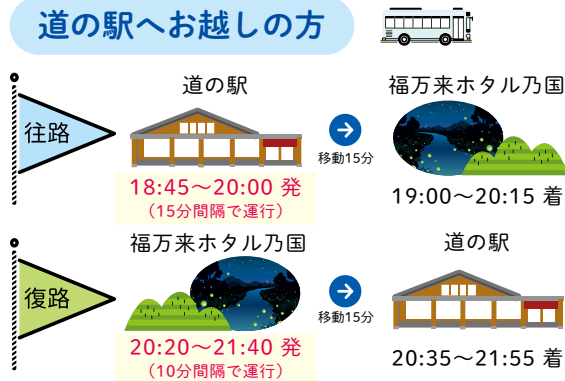 道の駅へお越しの方
往路
道の駅
18:45〜20:00 発
（15分間隔で運行）
移動15分
福万来ホタル乃国
19:00〜20:15 着
復路
福万来ホタル乃国
20:20〜21:40 発
（10分間隔で運行）
移動15分
道の駅
20:35〜21:55 着